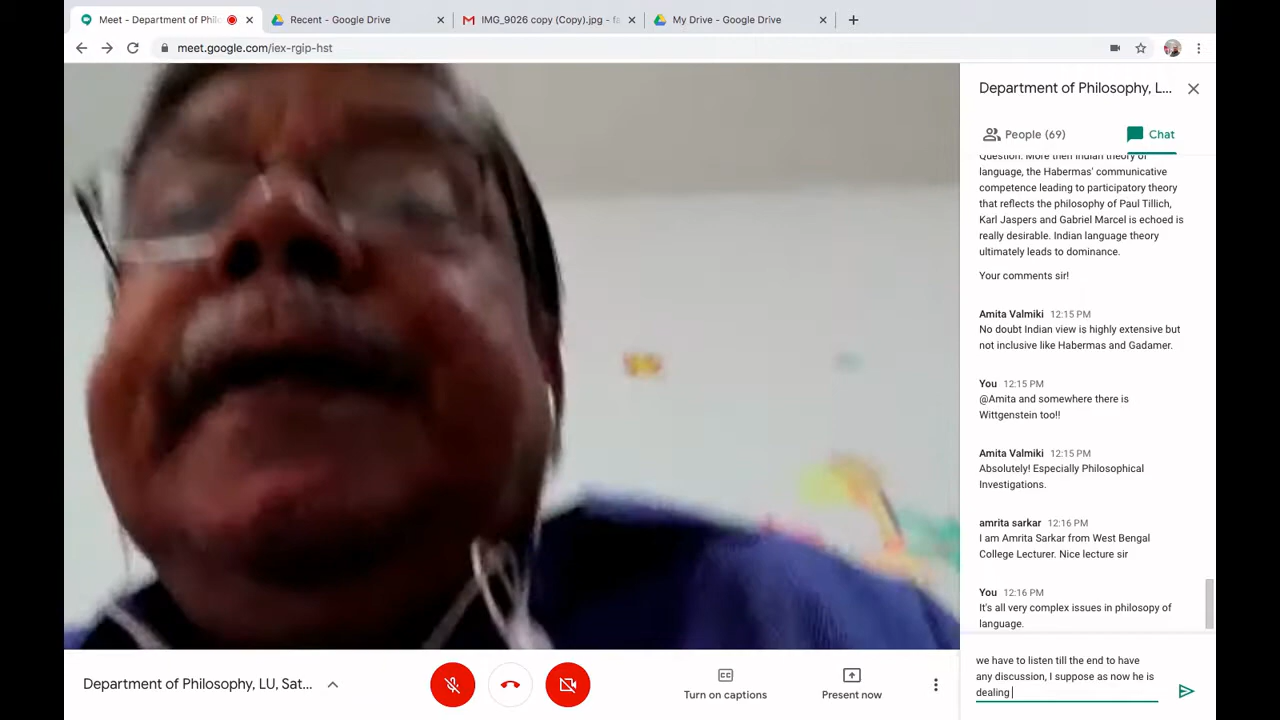 Meet - Department of Philo
Recent - Google Drive
IMG_9026 copy (Copy).jpg - fa
My Drive - Google Drive
meet.google.com/iex-rgip-hst
Department of Philosophy, L...
People (69)
Chat
Question: More then Indian theory of
language, the Habermas' communicative
competence leading to participatory theory
that reflects the philosophy of Paul Tillich,
Karl Jaspers and Gabriel Marcel is echoed is
really desirable. Indian language theory
ultimately leads to dominance.
Your comments sir!
Amita Valmiki 12:15 PM
No doubt Indian view is highly extensive but
not inclusive like Habermas and Gadamer.
You 12:15 PM
@Amita and somewhere there is
Wittgenstein too!!
Amita Valmiki 12:15 PM
Absolutely! Especially Philosophical
Investigations.
amrita sarkar 12:16 PM
I am Amrita Sarkar from West Bengal
College Lecturer. Nice lecture sir
You 12:16 PM
It's all very complex issues in philosopy of
language.
we have to listen till the end to have
any discussion, I suppose as now he is
dealing
Department of Philosophy, LU, Sat...
Turn on captions
Present now